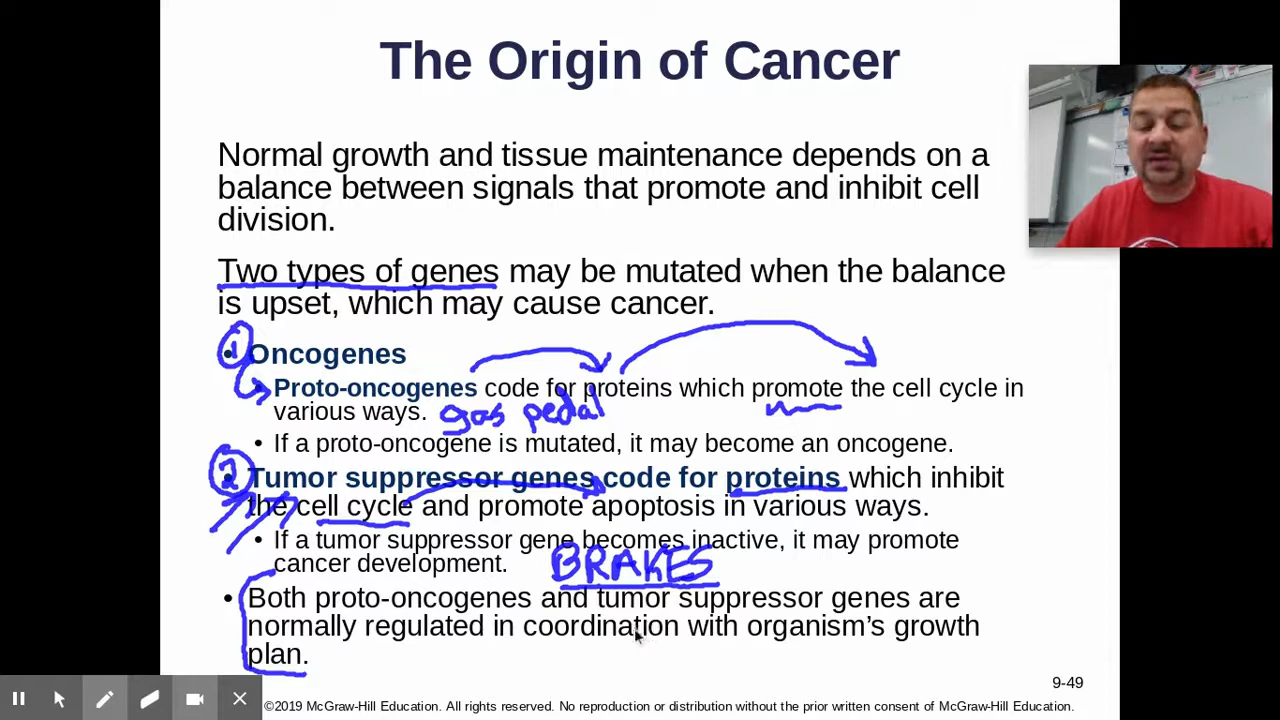 The Origin of Cancer
Normal growth and tissue maintenance depends on a
balance between signals that promote and inhibit cell
division.
Two types of genes may be mutated when the balance
is upset, which may cause cancer.
1
• Oncogenes
Proto-oncogenes code for proteins which promote the cell cycle in
various ways.
gas pedal
• If a proto-oncogene is mutated, it may become an oncogene.
2
• Tumor suppressor genes code for proteins which inhibit
the cell cycle and promote apoptosis in various ways.
• If a tumor suppressor gene becomes inactive, it may promote
cancer development.
BRAKES
• Both proto-oncogenes and tumor suppressor genes are
normally regulated in coordination with organism's growth
plan.
9-49
©2019 McGraw-Hill Education. All rights reserved. No reproduction or distribution without the prior written consent of McGraw-Hill Education.